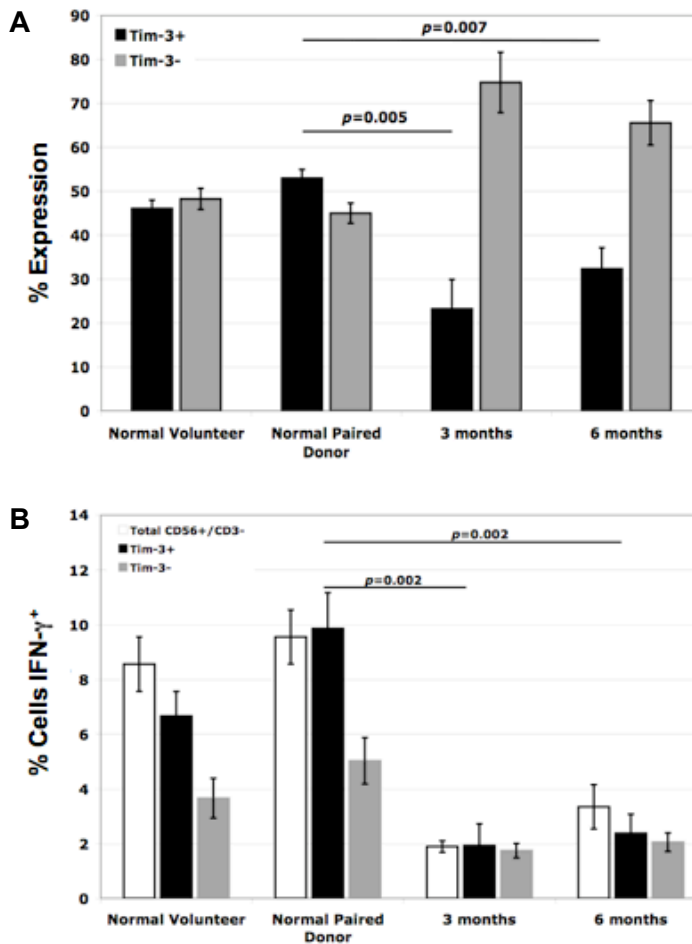 A
% Expression
90
80
70
60
50
40
30
20
10
0
Tim-3+
Tim-3-
p=0.007
p=0.005
Normal Volunteer
Normal Paired
Donor
3 months
6 months
B
% Cells IFN-γ+
14
12
10
8
6
4
2
0
Total CD56+/CD3-
Tim-3+
Tim-3-
p=0.002
p=0.002
Normal Volunteer
Normal Paired
Donor
3 months
6 months